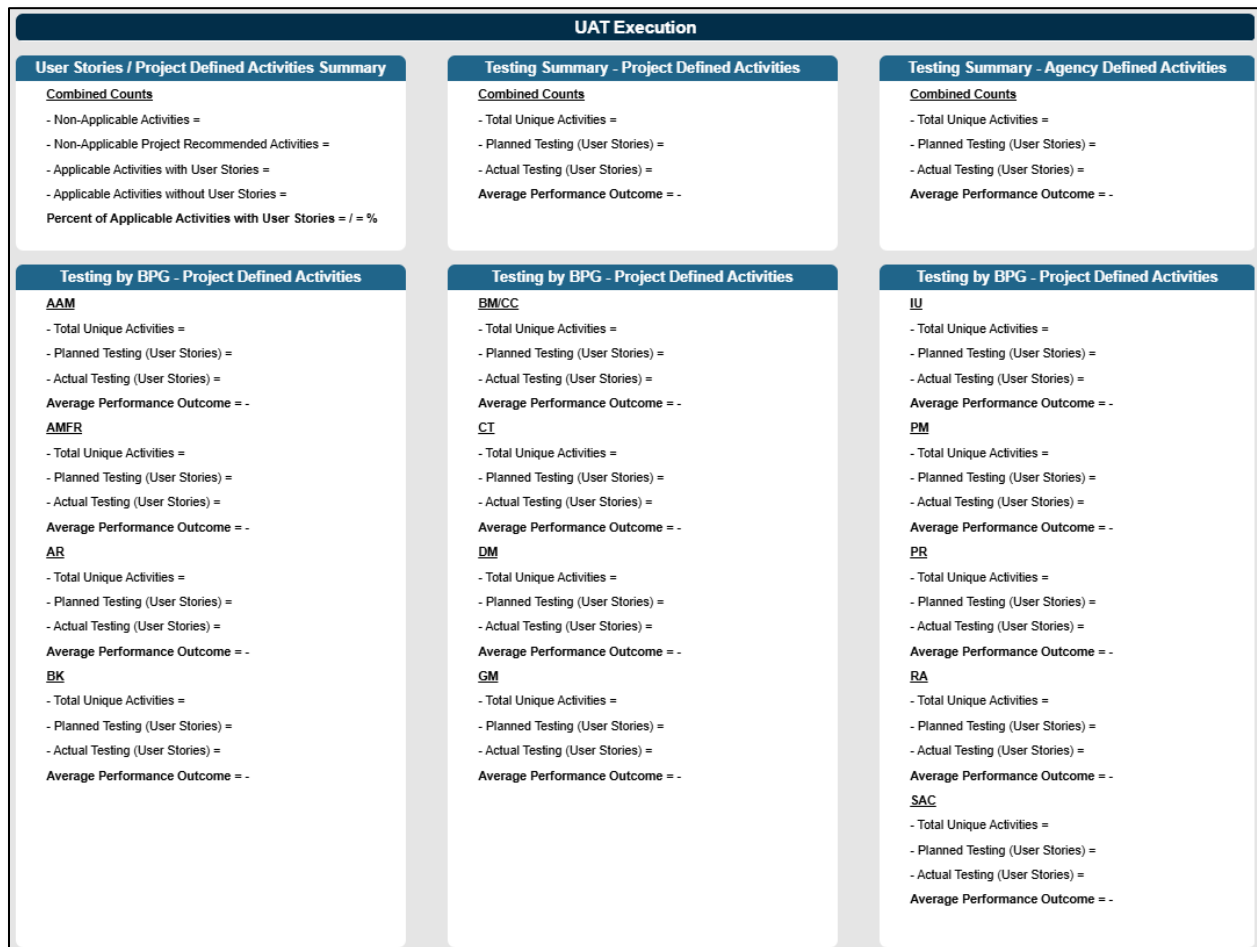 UAT Execution
User Stories / Project Defined Activities Summary
Combined Counts
- Non-Applicable Activities =
- Non-Applicable Project Recommended Activities =
- Applicable Activities with User Stories =
- Applicable Activities without User Stories =
Percent of Applicable Activities with User Stories = / = %
Testing Summary - Project Defined Activities
Combined Counts
- Total Unique Activities =
- Planned Testing (User Stories) =
- Actual Testing (User Stories) =
Average Performance Outcome = -
Testing Summary - Agency Defined Activities
Combined Counts
- Total Unique Activities =
- Planned Testing (User Stories) =
- Actual Testing (User Stories) =
Average Performance Outcome = -
Testing by BPG - Project Defined Activities
AAM
- Total Unique Activities =
- Planned Testing (User Stories) =
- Actual Testing (User Stories) =
Average Performance Outcome = -
AMFR
- Total Unique Activities =
- Planned Testing (User Stories) =
- Actual Testing (User Stories) =
Average Performance Outcome = -
AR
- Total Unique Activities =
- Planned Testing (User Stories) =
- Actual Testing (User Stories) =
Average Performance Outcome = -
BK
- Total Unique Activities =
- Planned Testing (User Stories) =
- Actual Testing (User Stories) =
Average Performance Outcome = -
Testing by BPG - Project Defined Activities
BM/CC
- Total Unique Activities =
- Planned Testing (User Stories) =
- Actual Testing (User Stories) =
Average Performance Outcome = -
CT
- Total Unique Activities =
- Planned Testing (User Stories) =
- Actual Testing (User Stories) =
Average Performance Outcome = -
DM
- Total Unique Activities =
- Planned Testing (User Stories) =
- Actual Testing (User Stories) =
Average Performance Outcome = -
GM
- Total Unique Activities =
- Planned Testing (User Stories) =
- Actual Testing (User Stories) =
Average Performance Outcome = -
Testing by BPG - Project Defined Activities
IU
- Total Unique Activities =
- Planned Testing (User Stories) =
- Actual Testing (User Stories) =
Average Performance Outcome = -
PM
- Total Unique Activities =
- Planned Testing (User Stories) =
- Actual Testing (User Stories) =
Average Performance Outcome = -
PR
- Total Unique Activities =
- Planned Testing (User Stories) =
- Actual Testing (User Stories) =
Average Performance Outcome = -
RA
- Total Unique Activities =
- Planned Testing (User Stories) =
- Actual Testing (User Stories) =
Average Performance Outcome = -
SAC
- Total Unique Activities =
- Planned Testing (User Stories) =
- Actual Testing (User Stories) =
Average Performance Outcome = -